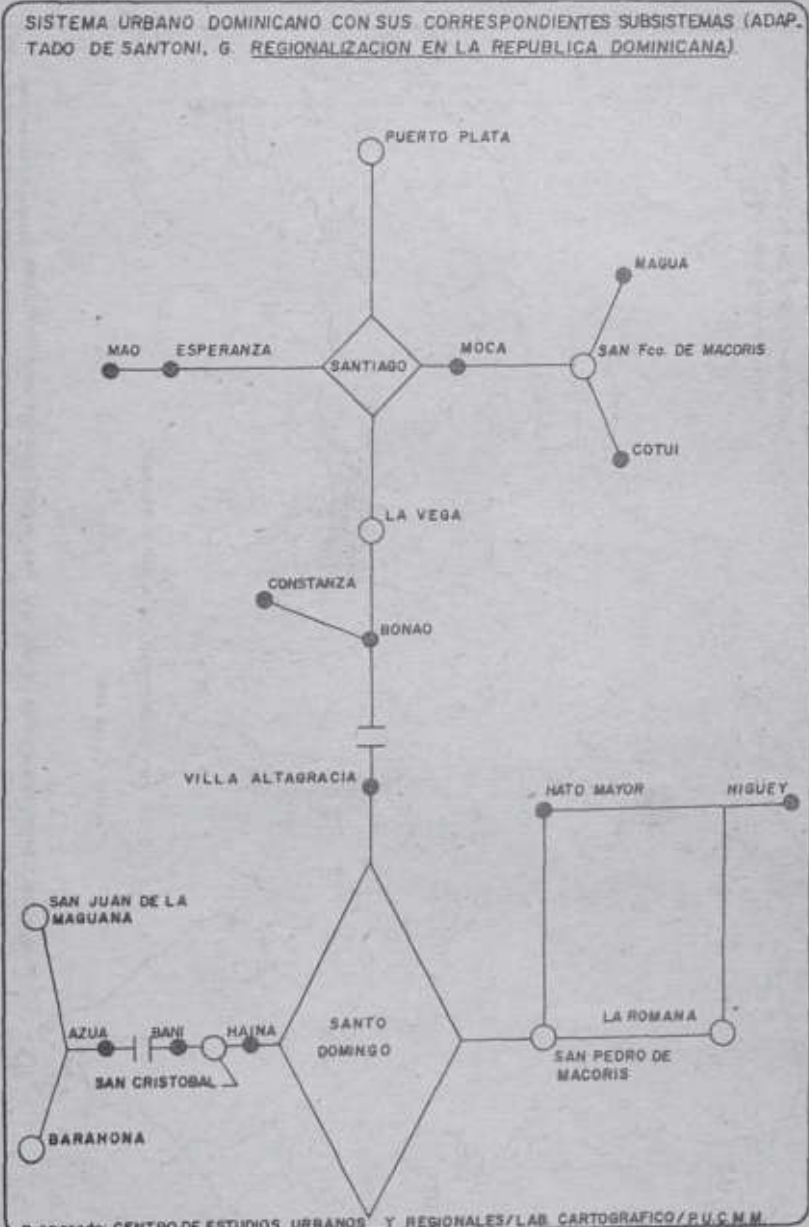 SISTEMA URBANO DOMINICANO CON SUS CORRESPONDIENTES SUBSISTEMAS (ADAP-
TADO DE SANTONI, G. REGIONALIZACION EN LA REPUBLICA DOMINICANA)
PUERTO PLATA
MAGUA
MAO
ESPERANZA
SANTIAGO
MOCA
SAN Fco. DE MACORIS
COTUI
LA VEGA
CONSTANZA
BONAO
VILLA ALTAGRACIA
HATO MAYOR
HIGUEY
SAN JUAN DE LA
MAGUANA
AZUA
BANI
HAINA
SAN CRISTOBAL
SANTO
DOMINGO
LA ROMANA
SAN PEDRO DE
MACORIS
BARAHONA
CENTRO DE ESTUDIOS URBANOS Y REGIONALES/LAB. CARTOGRAFICO/P.U.C.M.M.